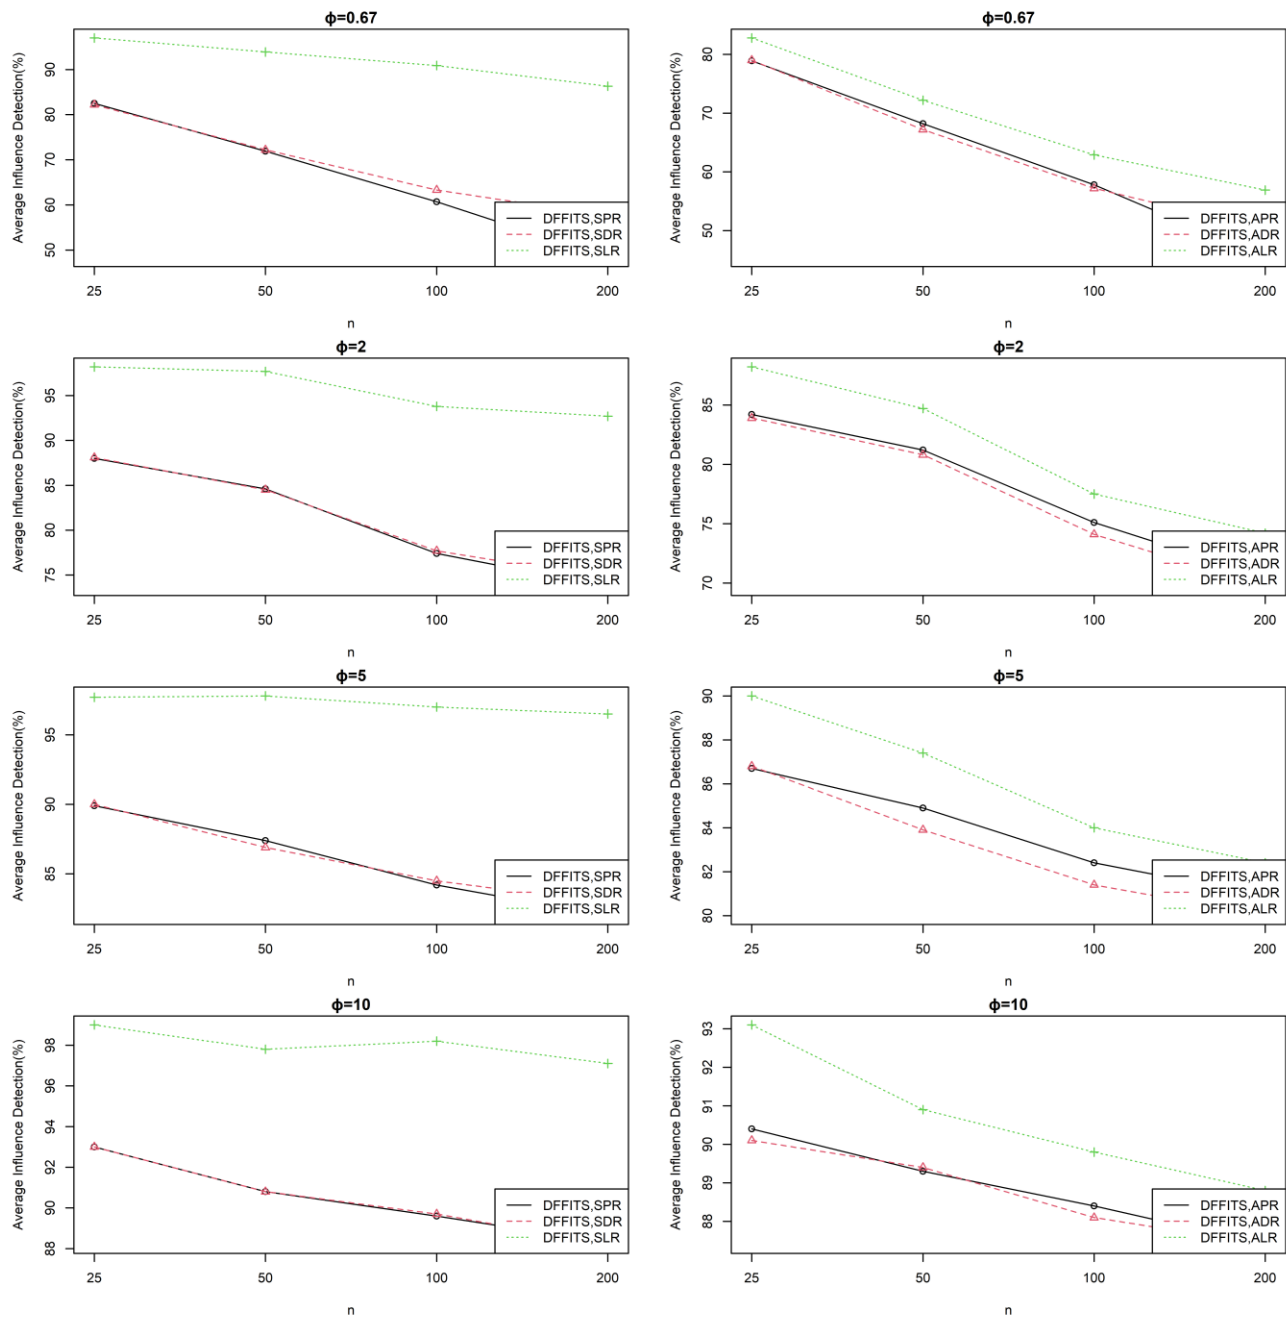 ϕ=0.67
Average Influence Detection(%)
90
80
70
60
50
DFFITS,SPR
DFFITS,SDR
DFFITS,SLR
25 50 100 200
n
ϕ=0.67
Average Influence Detection(%)
80
70
60
50
DFFITS,APR
DFFITS,ADR
DFFITS,ALR
25 50 100 200
n
ϕ=2
Average Influence Detection(%)
95
90
85
80
75
DFFITS,SPR
DFFITS,SDR
DFFITS,SLR
25 50 100 200
n
ϕ=2
Average Influence Detection(%)
85
80
75
70
DFFITS,APR
DFFITS,ADR
DFFITS,ALR
25 50 100 200
n
ϕ=5
Average Influence Detection(%)
95
90
85
DFFITS,SPR
DFFITS,SDR
DFFITS,SLR
25 50 100 200
n
ϕ=5
Average Influence Detection(%)
90
88
86
84
82
80
DFFITS,APR
DFFITS,ADR
DFFITS,ALR
25 50 100 200
n
ϕ=10
Average Influence Detection(%)
98
96
94
92
90
88
DFFITS,SPR
DFFITS,SDR
DFFITS,SLR
25 50 100 200
n
ϕ=10
Average Influence Detection(%)
93
92
91
90
89
88
DFFITS,APR
DFFITS,ADR
DFFITS,ALR
25 50 100 200
n